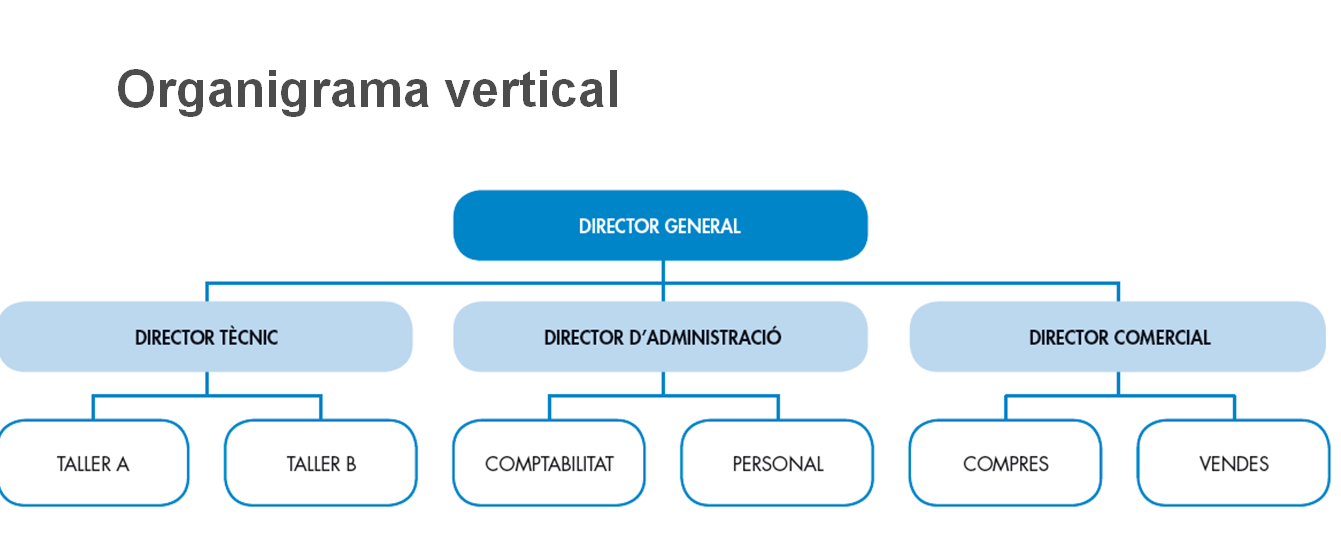 Organigrama vertical
DIRECTOR GENERAL
DIRECTOR TÈCNIC
DIRECTOR D’ADMINISTRACIÓ
DIRECTOR COMERCIAL
TALLER A
TALLER B
COMPTABILITAT
PERSONAL
COMPRES
VENDES